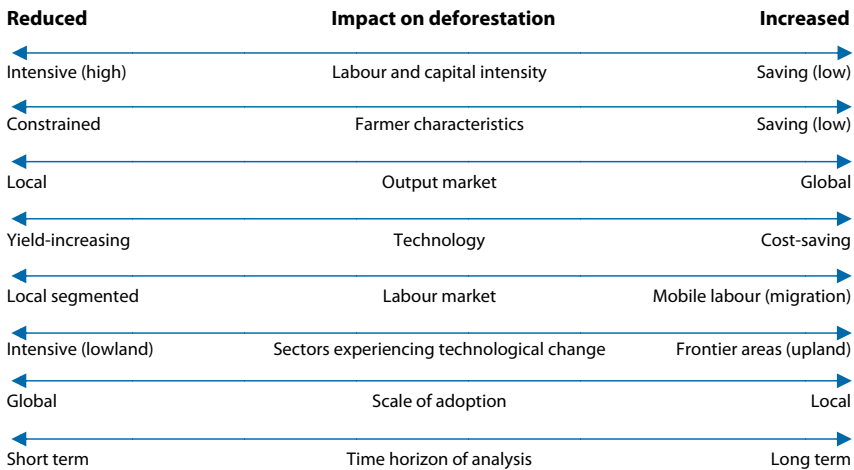 Reduced Impact on deforestation Increased
Intensive (high) Labour and capital intensity Saving (low)
Constrained Farmer characteristics Saving (low)
Local Output market Global
Yield-increasing Technology Cost-saving
Local segmented Labour market Mobile labour (migration)
Intensive (lowland) Sectors experiencing technological change Frontier areas (upland)
Global Scale of adoption Local
Short term Time horizon of analysis Long term